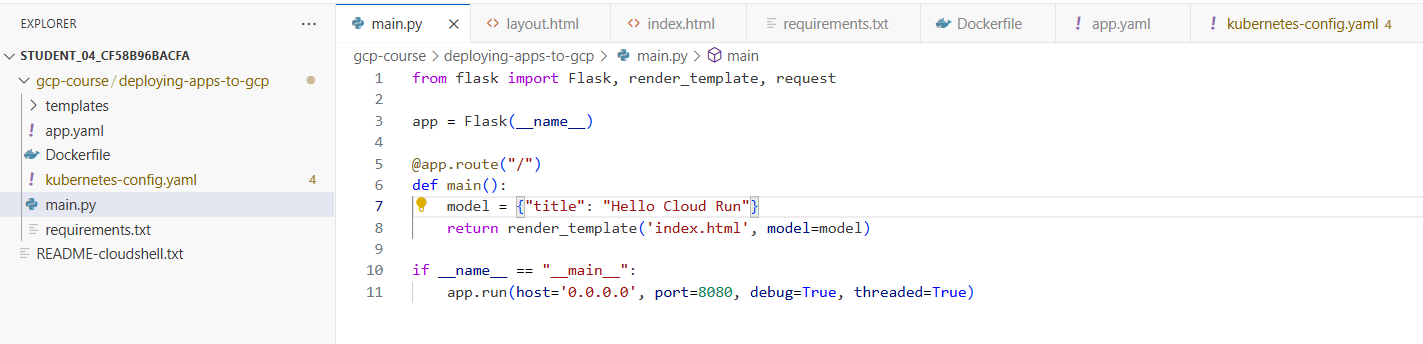 EXPLORER ···
STUDENT_04_CF58B96BACFA
gcp-course / deploying-apps-to-gcp
templates
! app.yaml
Dockerfile
! kubernetes-config.yaml 4
main.py
requirements.txt
README-cloudshell.txt
main.py × <> layout.html <> index.html requirements.txt Dockerfile ! app.yaml ! kubernetes-config.yaml 4
gcp-course > deploying-apps-to-gcp > main.py > main
1 from flask import Flask, render_template, request
2
3 app = Flask(__name__)
4
5 @app.route("/")
6 def main():
7     model = {"title": "Hello Cloud Run"}
8     return render_template('index.html', model=model)
9
10 if __name__ == "__main__":
11     app.run(host='0.0.0.0', port=8080, debug=True, threaded=True)